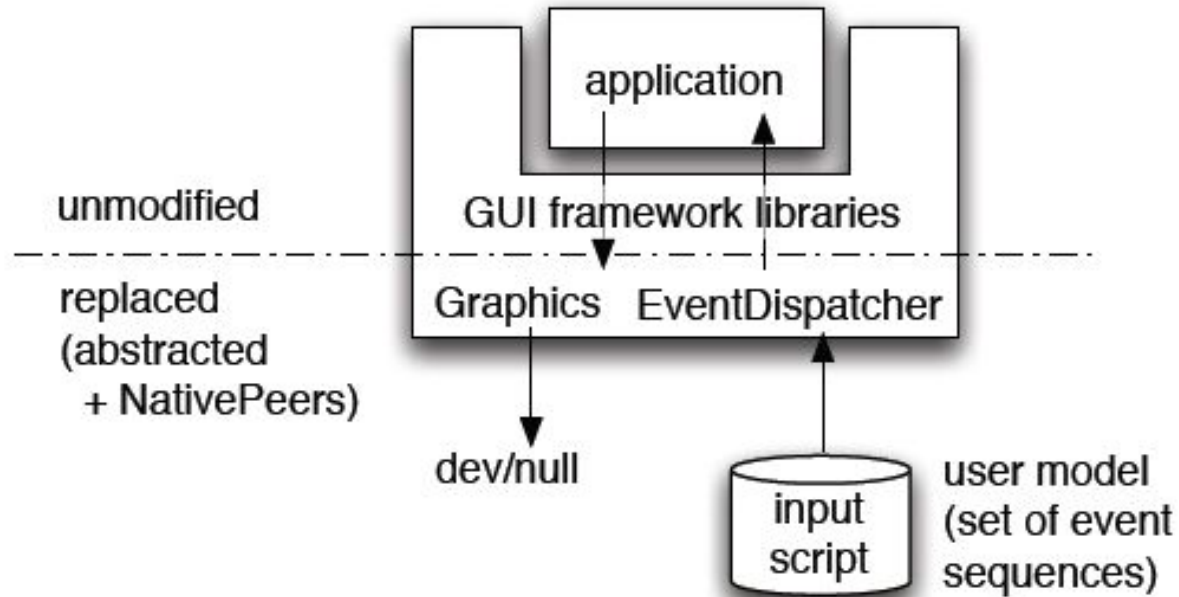 application
unmodified
GUI framework libraries
replaced
(abstracted
+ NativePeers)
Graphics
EventDispatcher
dev/null
input
script
user model
(set of event
sequences)